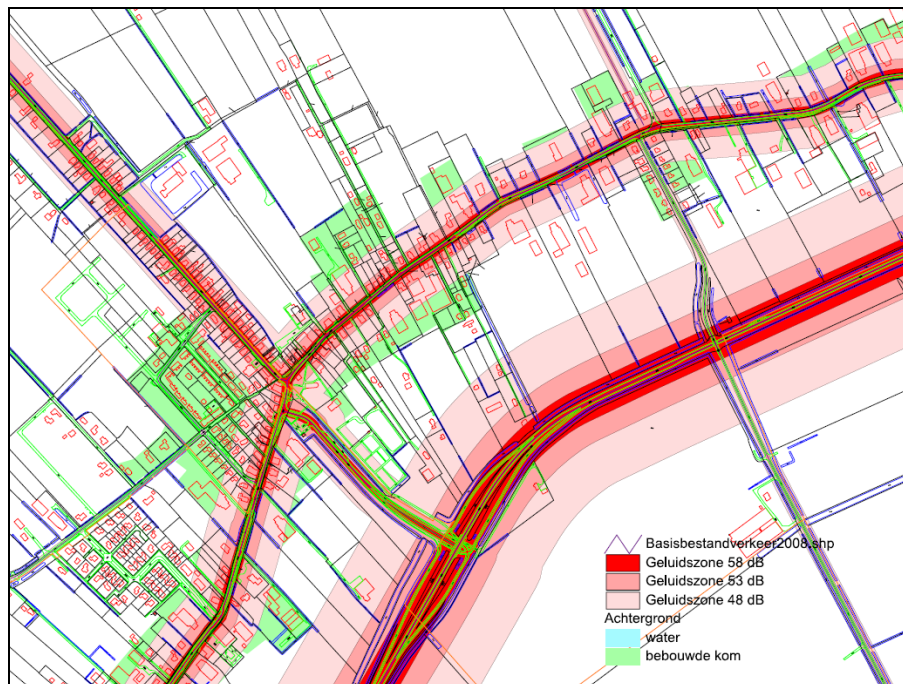 Basisbestandverkeer2008.shp
Geluidszone 58 dB
Geluidszone 53 dB
Geluidszone 48 dB
Achtergrond
water
bebouwde kom